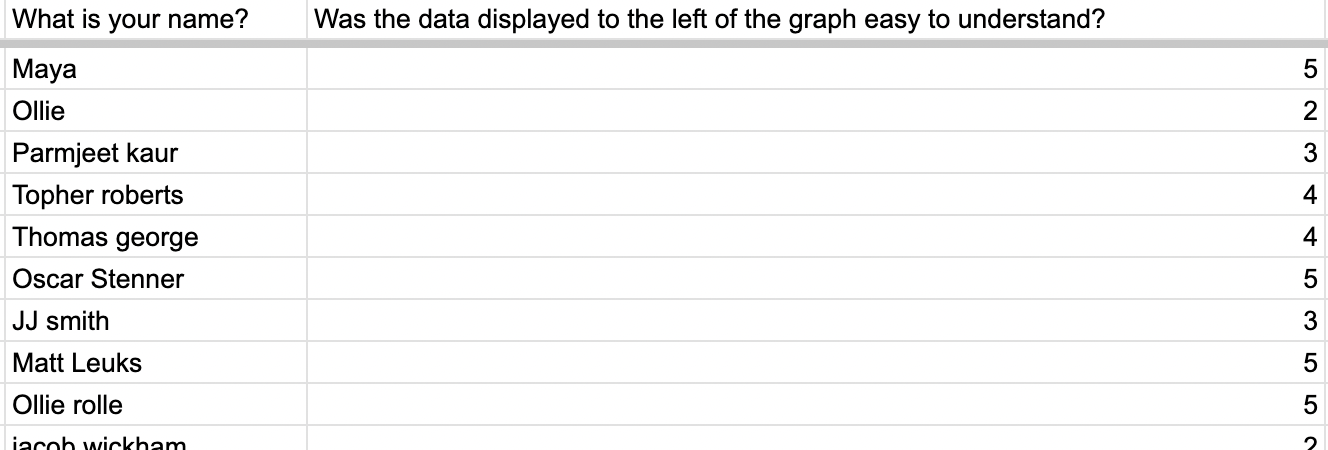 What is your name? Was the data displayed to the left of the graph easy to understand?
Maya 5
Ollie 2
Parmjeet kaur 3
Topher roberts 4
Thomas george 4
Oscar Stenner 5
JJ smith 3
Matt Leuks 5
Ollie rolle 5
jacob wickham 2